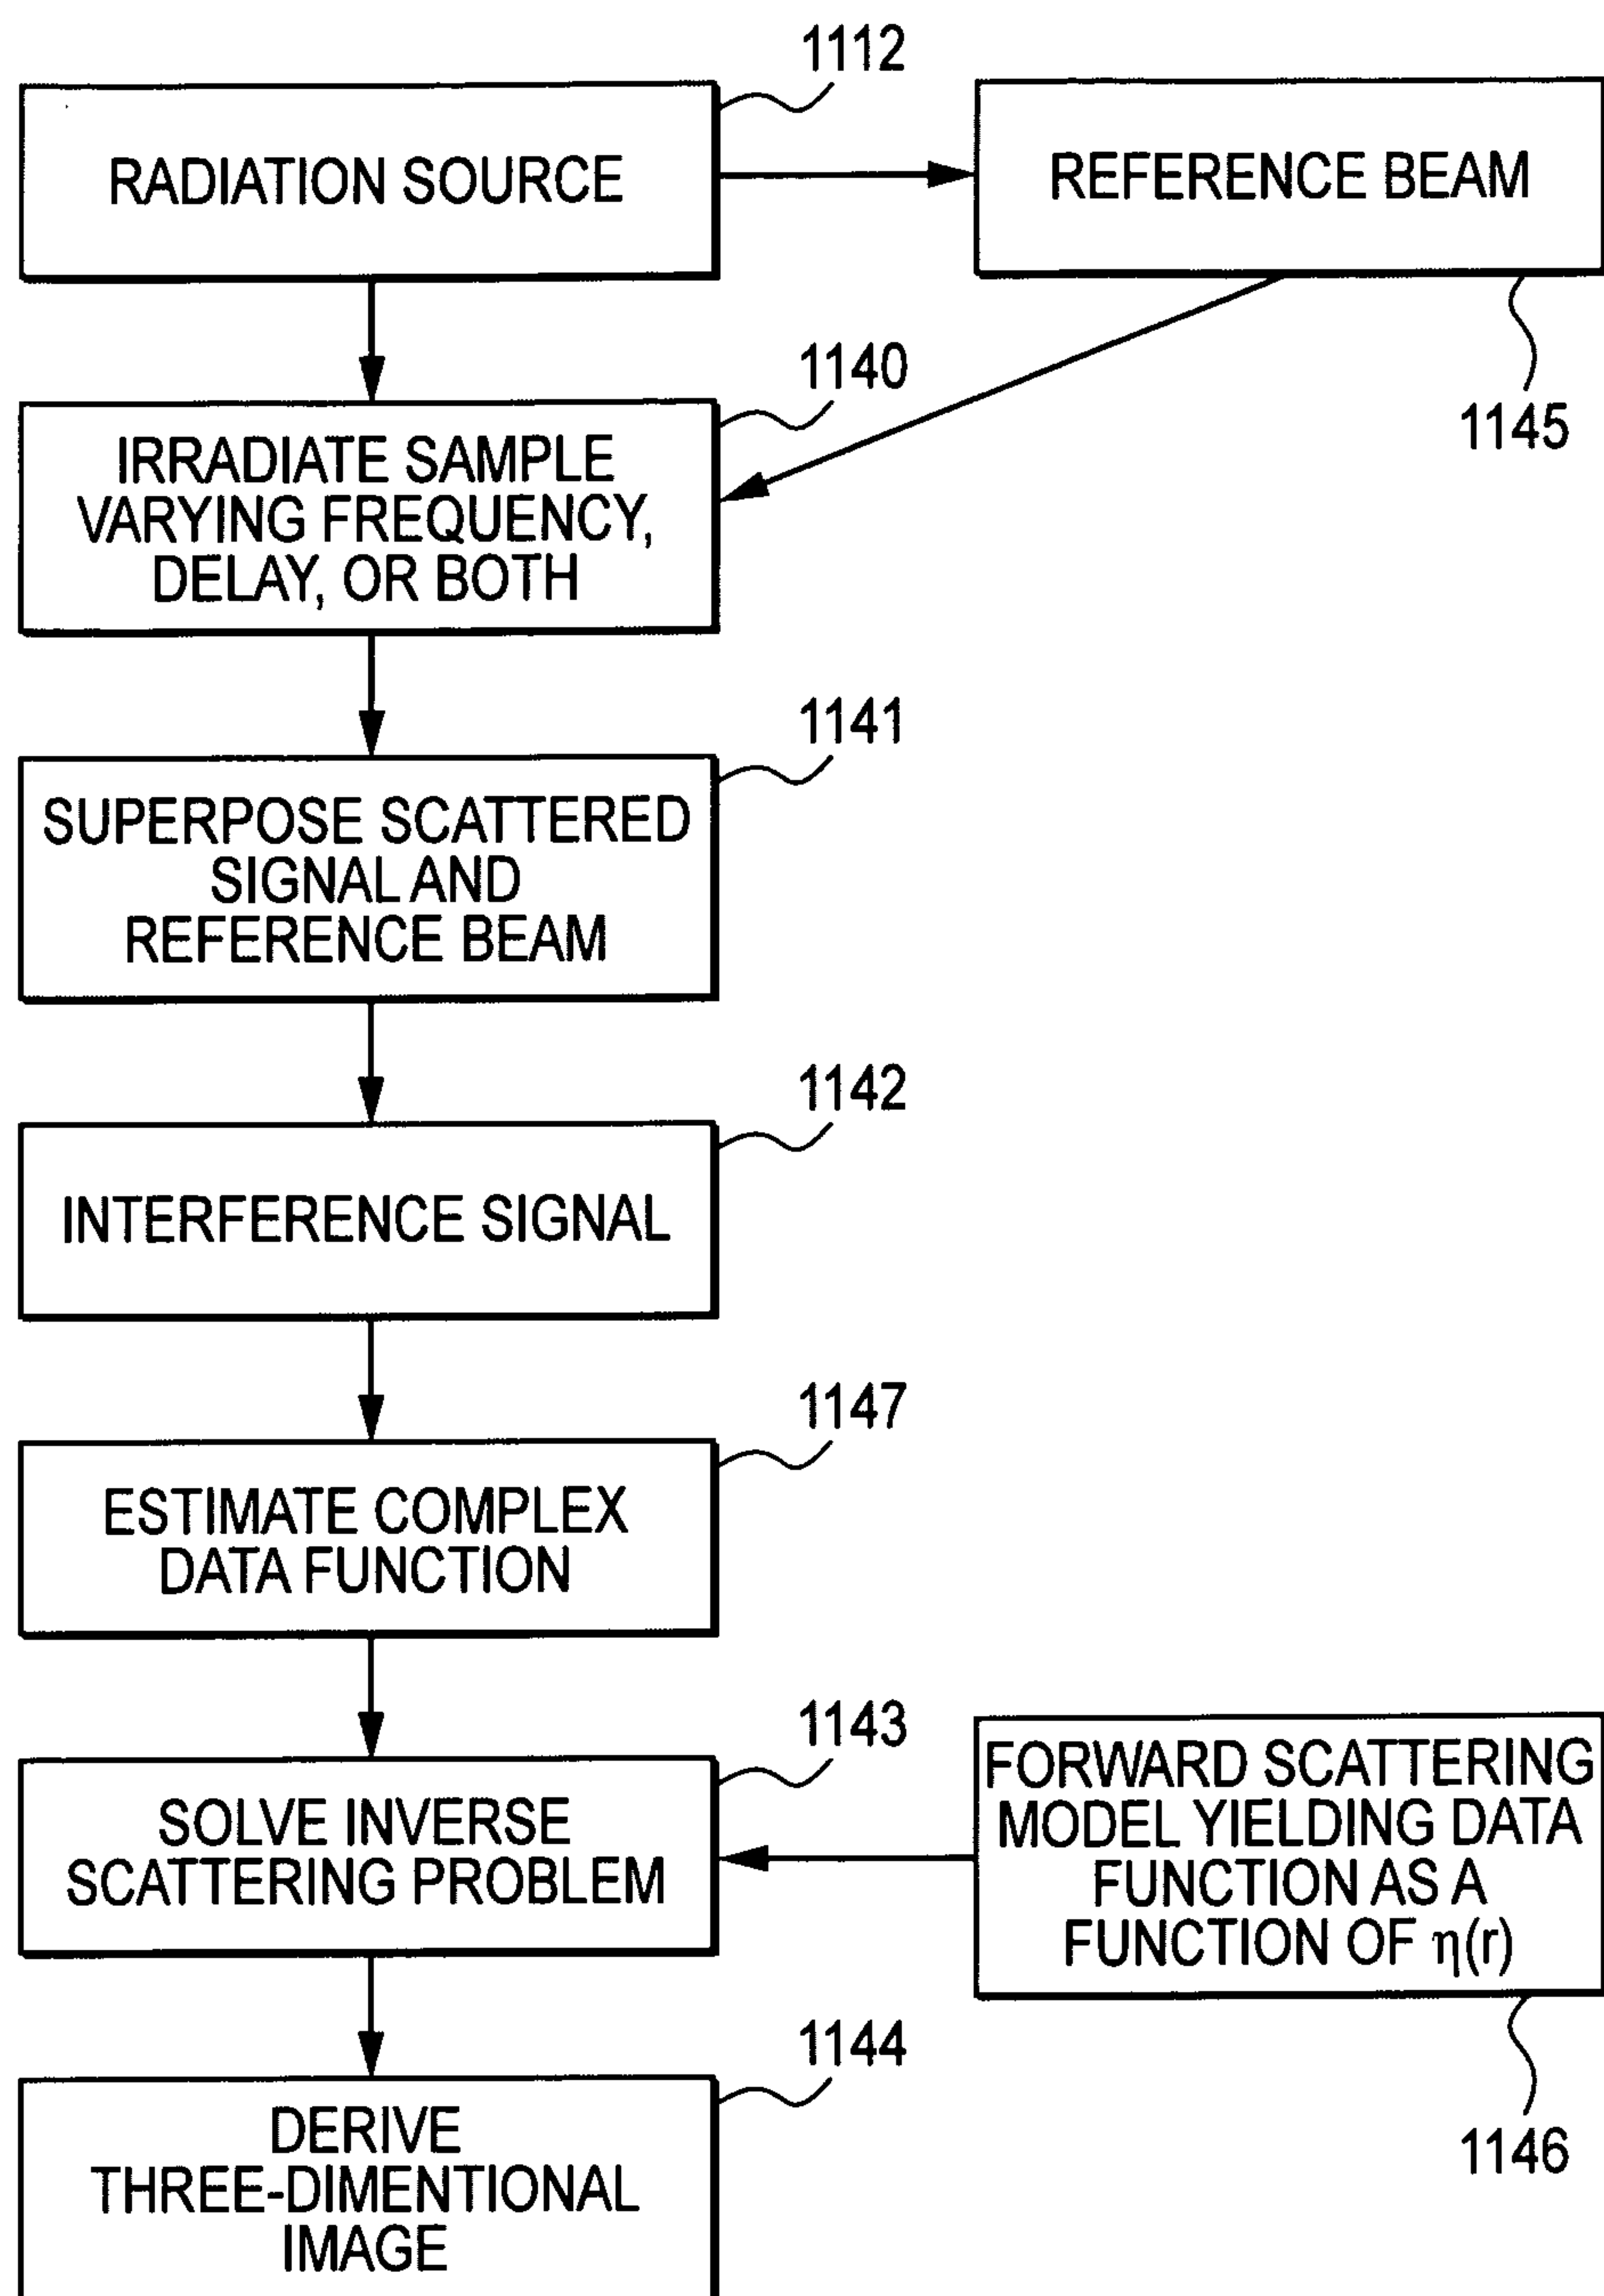 1112
RADIATION SOURCE
REFERENCE BEAM
1145
1140
IRRADIATE SAMPLE
VARYING FREQUENCY,
DELAY, OR BOTH
1141
SUPERPOSE SCATTERED
SIGNAL AND
REFERENCE BEAM
1142
INTERFERENCE SIGNAL
1147
ESTIMATE COMPLEX
DATA FUNCTION
1143
SOLVE INVERSE
SCATTERING PROBLEM
FORWARD SCATTERING
MODEL YIELDING DATA
FUNCTION AS A
FUNCTION OF η(r)
1146
1144
DERIVE
THREE-DIMENTIONAL
IMAGE